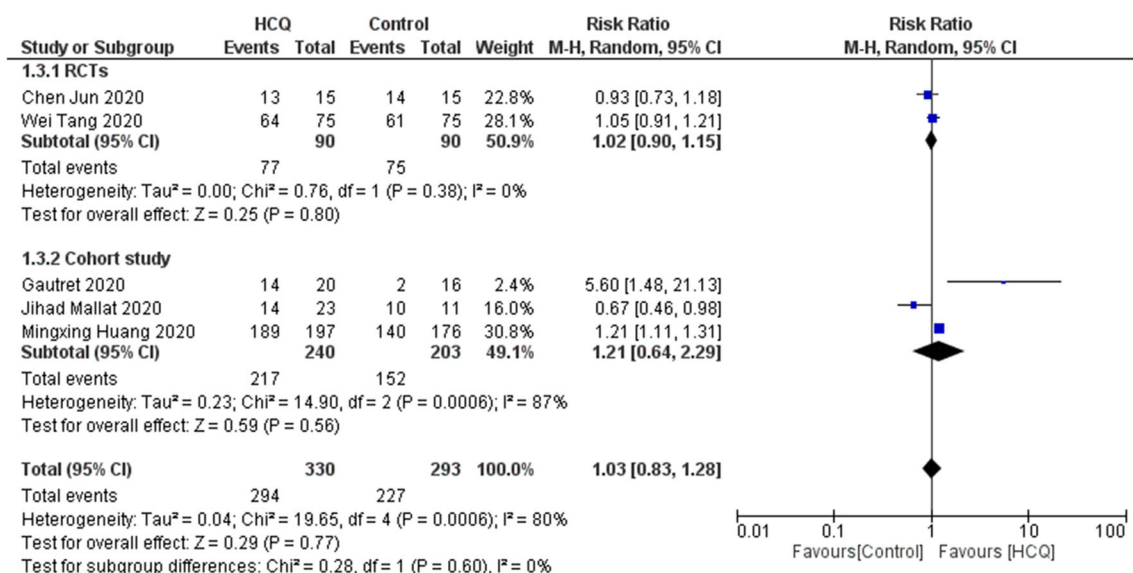 HCQ Control Risk Ratio Risk Ratio
Study or Subgroup Events Total Events Total Weight M-H, Random, 95% CI M-H, Random, 95% CI
1.3.1 RCTs
Chen Jun 2020 13 15 14 15 22.8% 0.93 [0.73, 1.18]
Wei Tang 2020 64 75 61 75 28.1% 1.05 [0.91, 1.21]
Subtotal (95% CI) 90 90 50.9% 1.02 [0.90, 1.15]
Total events 77 75
Heterogeneity: Tau² = 0.00; Chi² = 0.76, df = 1 (P = 0.38); I² = 0%
Test for overall effect: Z = 0.25 (P = 0.80)
1.3.2 Cohort study
Gautret 2020 14 20 2 16 2.4% 5.60 [1.48, 21.13]
Jihad Mallat 2020 14 23 10 11 16.0% 0.67 [0.46, 0.98]
Mingxing Huang 2020 189 197 140 176 30.8% 1.21 [1.11, 1.31]
Subtotal (95% CI) 240 203 49.1% 1.21 [0.64, 2.29]
Total events 217 152
Heterogeneity: Tau² = 0.23; Chi² = 14.90, df = 2 (P = 0.0006); I² = 87%
Test for overall effect: Z = 0.59 (P = 0.56)
Total (95% CI) 330 293 100.0% 1.03 [0.83, 1.28]
Total events 294 227
Heterogeneity: Tau² = 0.04; Chi² = 19.65, df = 4 (P = 0.0006); I² = 80%
Test for overall effect: Z = 0.29 (P = 0.77)
Test for subgroup differences: Chi² = 0.28, df = 1 (P = 0.60), I² = 0%
0.01 0.1 1 10 100
Favours[Control] Favours [HCQ]